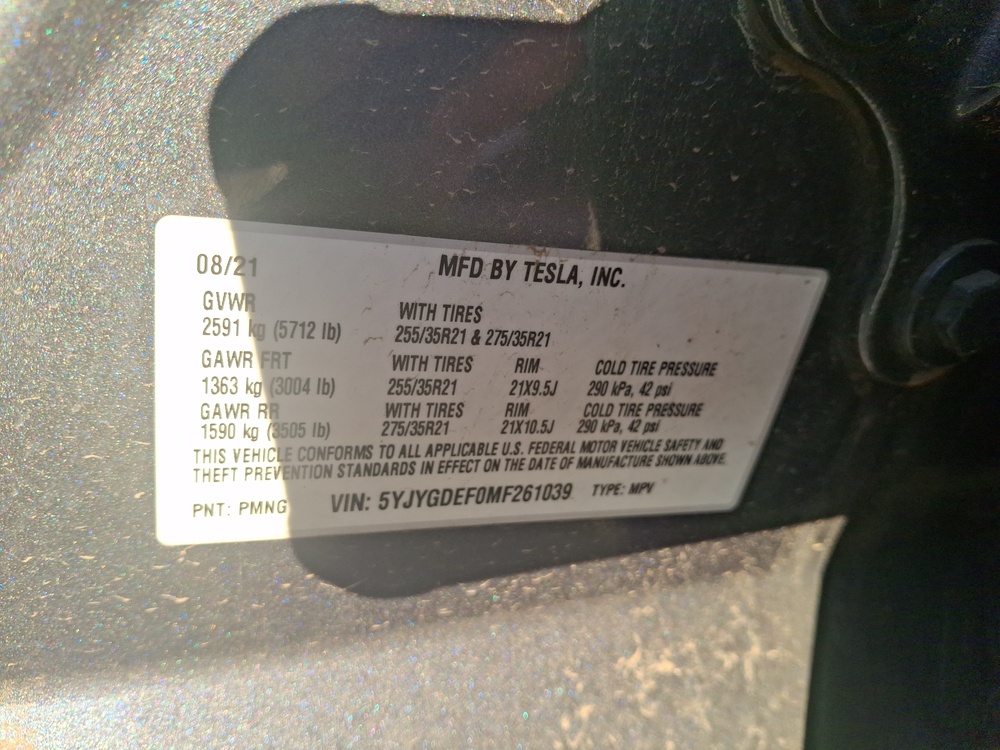 08/21 MFD BY TESLA, INC.
GVWR WITH TIRES
2591 kg (5712 lb) 255/35R21 & 275/35R21
GAWR FRT WITH TIRES RIM COLD TIRE PRESSURE
1363 kg (3004 lb) 255/35R21 21X9.5J 290 kPa, 42 psi
GAWR RR WITH TIRES RIM COLD TIRE PRESSURE
1590 kg (3505 lb) 275/35R21 21X10.5J 290 kPa, 42 psi
THIS VEHICLE CONFORMS TO ALL APPLICABLE U.S. FEDERAL MOTOR VEHICLE SAFETY AND
THEFT PREVENTION STANDARDS IN EFFECT ON THE DATE OF MANUFACTURE SHOWN ABOVE.
PNT: PMNG VIN: 5YJYGDEF0MF261039 TYPE: MPV